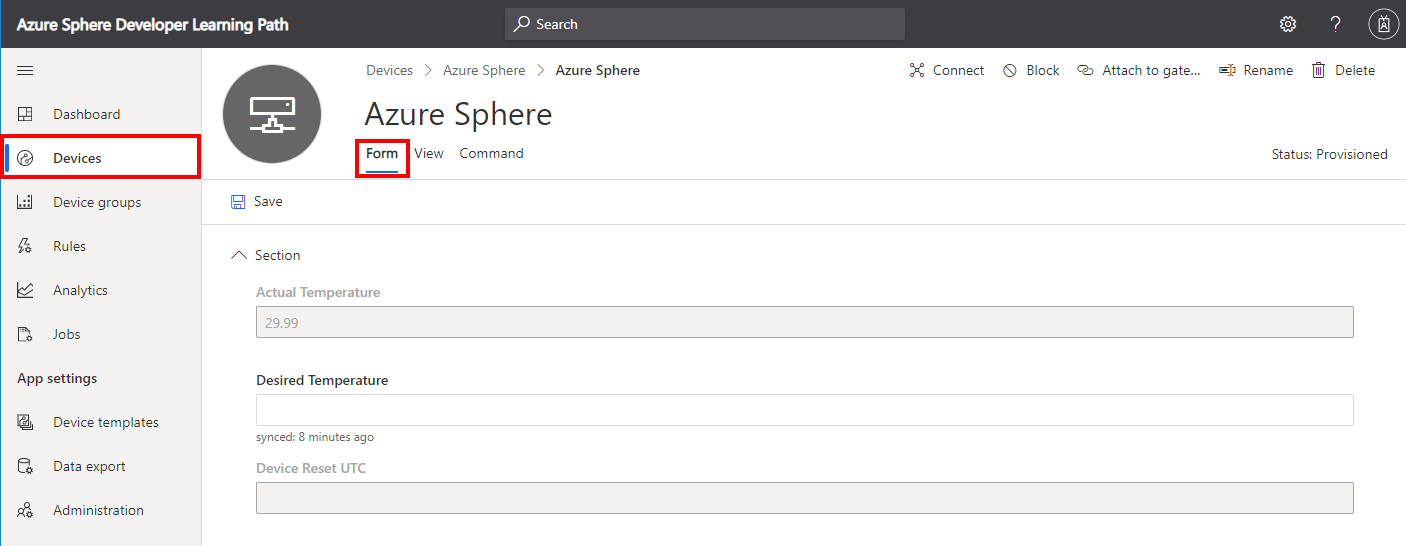 Azure Sphere Developer Learning Path
Search
?
Dashboard
Devices
Device groups
Rules
Analytics
Jobs
App settings
Device templates
Data export
Administration
Devices > Azure Sphere > Azure Sphere
Connect Block Attach to gate... Rename Delete
Azure Sphere
Form View Command
Status: Provisioned
Save
Section
Actual Temperature
29.99
Desired Temperature
synced: 8 minutes ago
Device Reset UTC